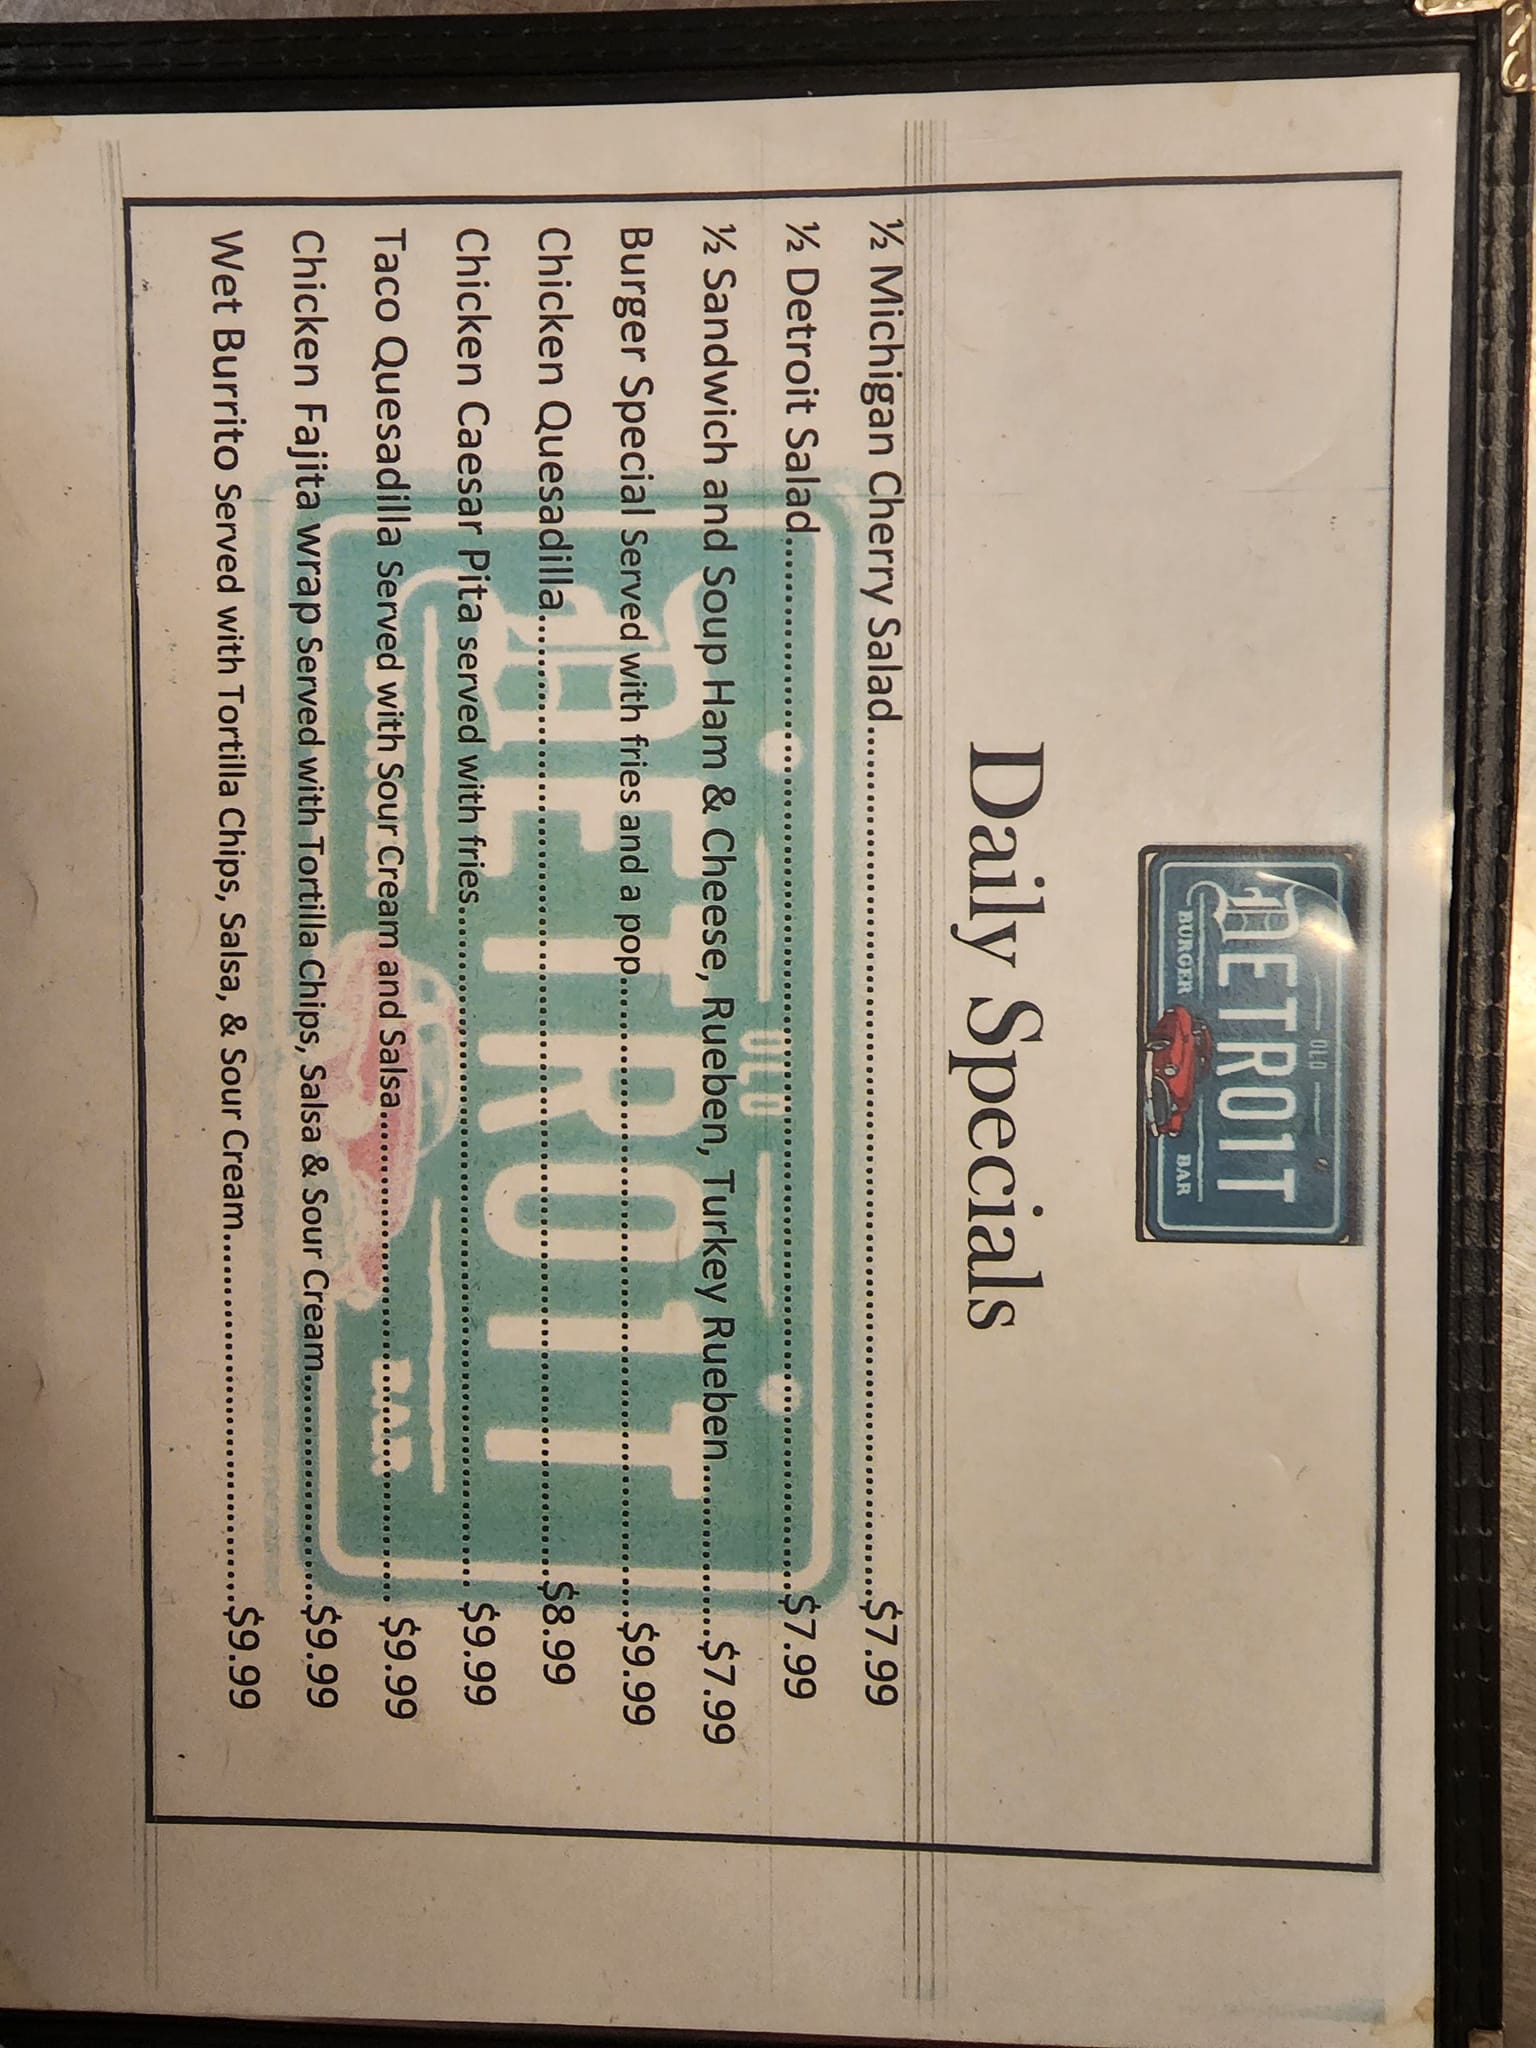 OLD
DETROIT
BURGER BAR
Daily Specials
½ Michigan Cherry Salad.......................................................................................$7.99
½ Detroit Salad.......................................................................................................$7.99
½ Sandwich and Soup Ham & Cheese, Rueben, Turkey Rueben.................$7.99
Burger Special Served with fries and a pop...............................................................$9.99
Chicken Quesadilla...............................................................................................$8.99
Chicken Caesar Pita served with fries.................................................................... $9.99
Taco Quesadilla Served with Sour Cream and Salsa................................................ $9.99
Chicken Fajita wrap Served with Tortilla Chips, Salsa & Sour Cream.......................$9.99
Wet Burrito Served with Tortilla Chips, Salsa, & Sour Cream.....................................$9.99
OLD
DETROIT
BAR